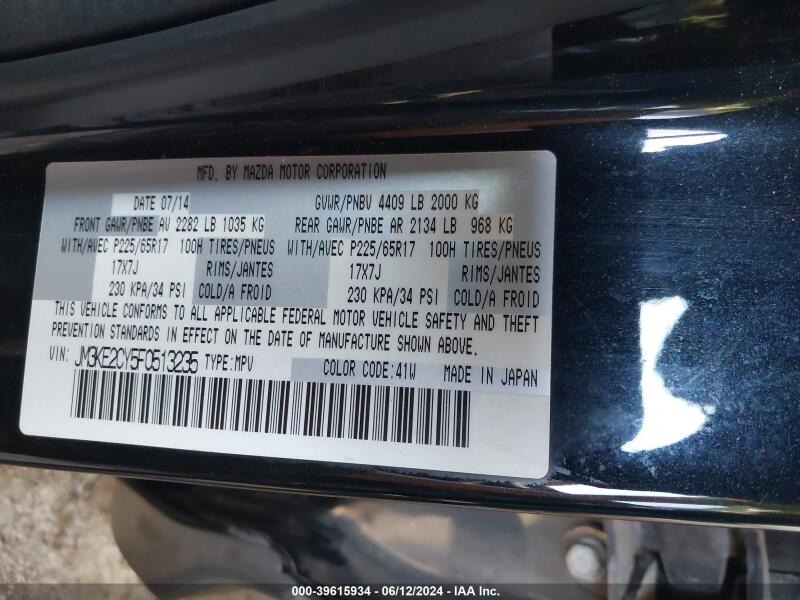 MFD. BY MAZDA MOTOR CORPORATION
DATE 07/14 GVWR/PNBV 4409 LB 2000 KG
FRONT GAWR/PNBE AV 2282 LB 1035 KG REAR GAWR/PNBE AR 2134 LB 968 KG
WITH/AVEC P225/65R17 100H TIRES/PNEUS WITH/AVEC P225/65R17 100H TIRES/PNEUS
17X7J RIMS/JANTES 17X7J RIMS/JANTES
230 KPA/34 PSI COLD/A FROID 230 KPA/34 PSI COLD/A FROID
THIS VEHICLE CONFORMS TO ALL APPLICABLE FEDERAL MOTOR VEHICLE SAFETY AND THEFT
PREVENTION STANDARDS IN EFFECT ON THE DATE OF MANUFACTURE SHOWN ABOVE.
VIN: JM3KE2CY5F0513235 TYPE:MPV COLOR CODE:41W MADE IN JAPAN
000-39615934 - 06/12/2024 - IAA Inc.